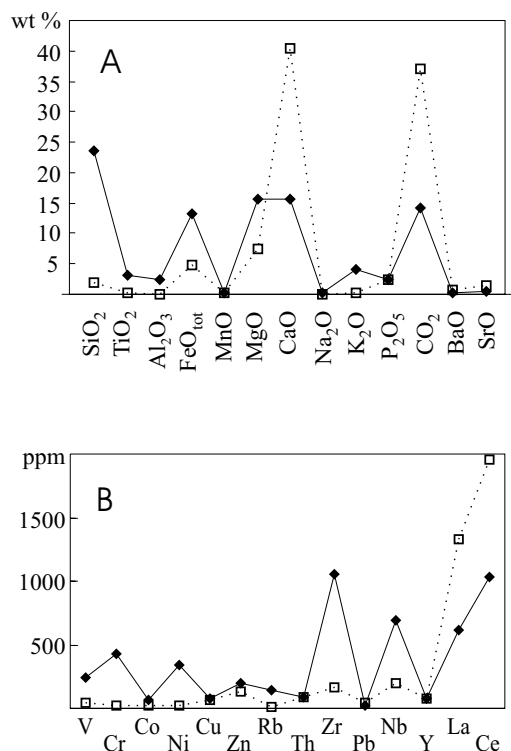 wt %
A
40
35
30
25
20
15
10
5
SiO₂ TiO₂ Al₂O₃ FeOtot MnO MgO CaO Na₂O K₂O P₂O₅ CO₂ BaO SrO
ppm
B
1500
1000
500
V Cr Co Ni Cu Zn Rb Th Zr Pb Nb Y La Ce